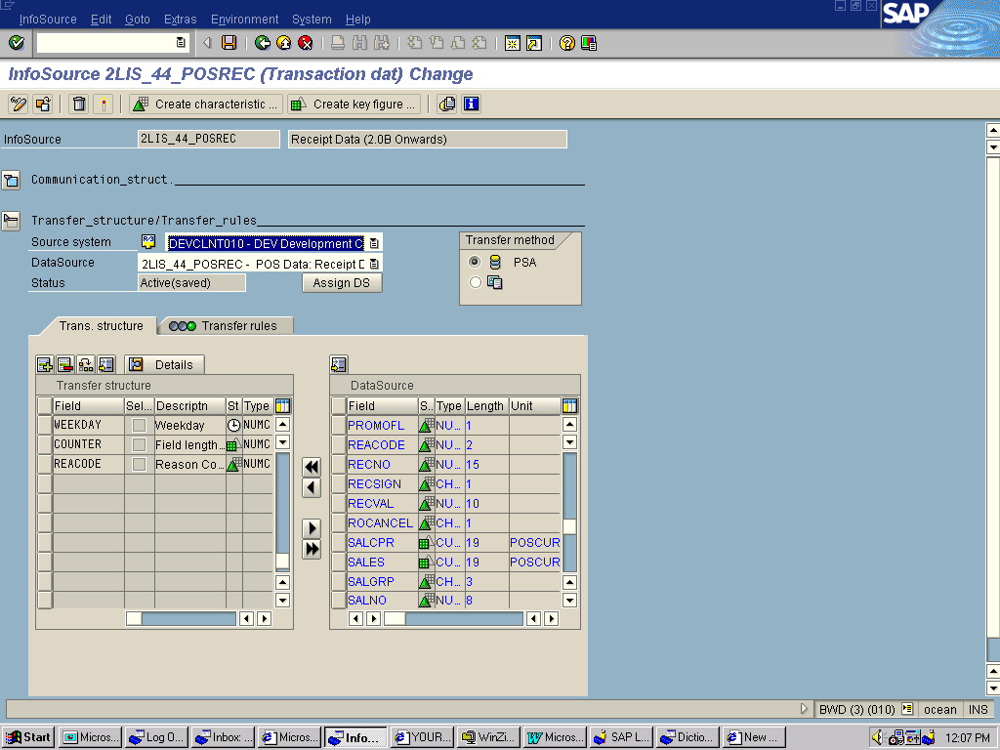 InfoSource Edit Goto Extras Environment System Help
SAP
InfoSource 2LIS_44_POSREC (Transaction dat) Change
Create characteristic ... Create key figure ...
InfoSource 2LIS_44_POSREC Receipt Data (2.0B Onwards)
Communication_struct.
Transfer_structure/Transfer_rules
Source system R/3 DEVCLNT010 - DEV Development C
DataSource 2LIS_44_POSREC - POS Data: Receipt D
Status Active(saved) Assign DS
Transfer method
PSA
Trans. structure Transfer rules
Details
Transfer structure
Field Sel... Descriptn St Type
WEEKDAY Weekday NUMC
COUNTER Field length... NUMC
REACODE Reason Co... NUMC
DataSource
Field S.. Type Length Unit
PROMOFL NU... 1
REACODE NU... 2
RECNO NU... 15
RECSIGN CH... 1
RECVAL NU... 10
ROCANCEL CH... 1
SALCPR CU... 19 POSCUR
SALES CU... 19 POSCUR
SALGRP CH... 3
SALNO NU... 8
BWD (3) (010) ocean INS
Start Micros... Log O... Inbox: ... Micros... Info... YOUR... WinZi... Micros... SAP L... Dictio... New ... 12:07 PM